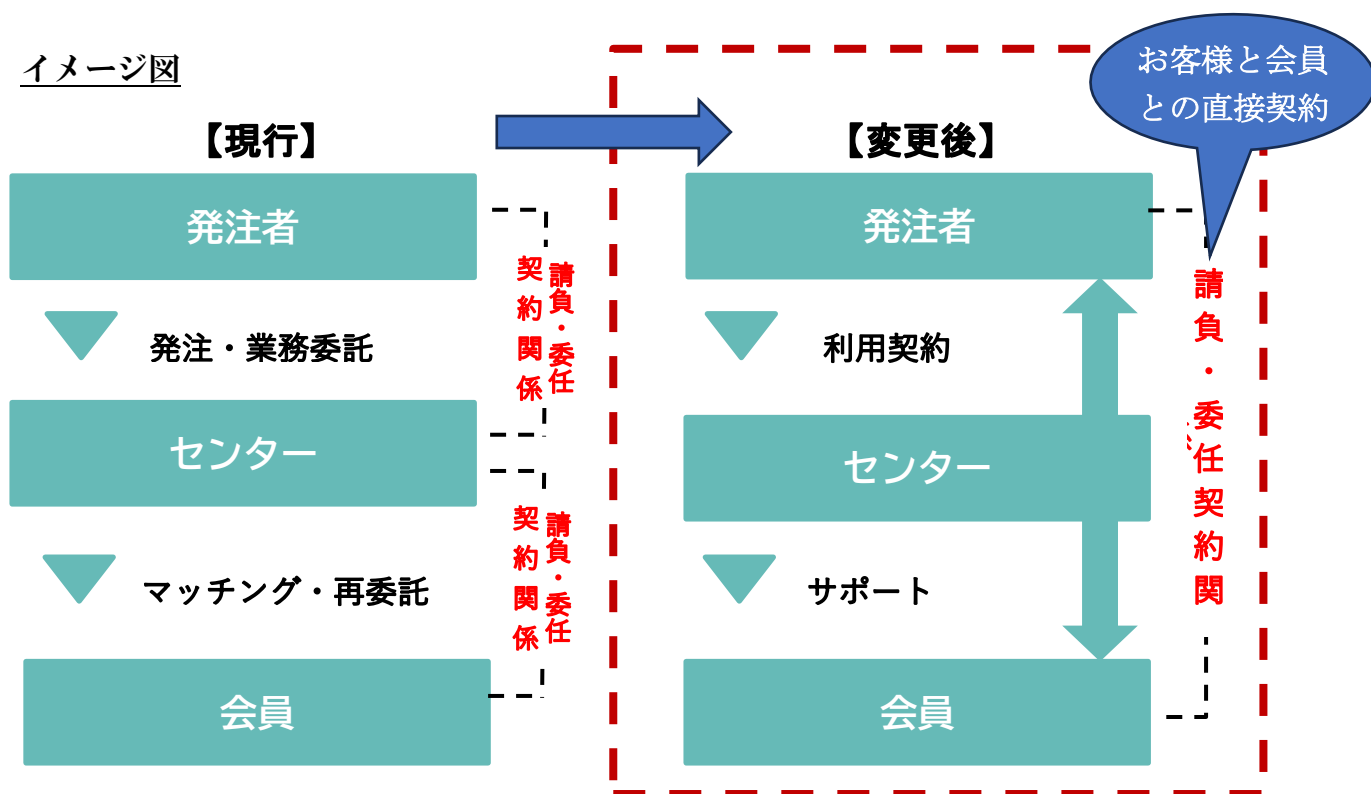 イメージ図
お客様と会員
との直接契約
【現行】
【変更後】
発注者
請負・委任
契約関係
発注・業務委託
センター
請負・委任
契約関係
マッチング・再委託
会員
発注者
利用契約
請負・委任契約関
センター
サポート
会員